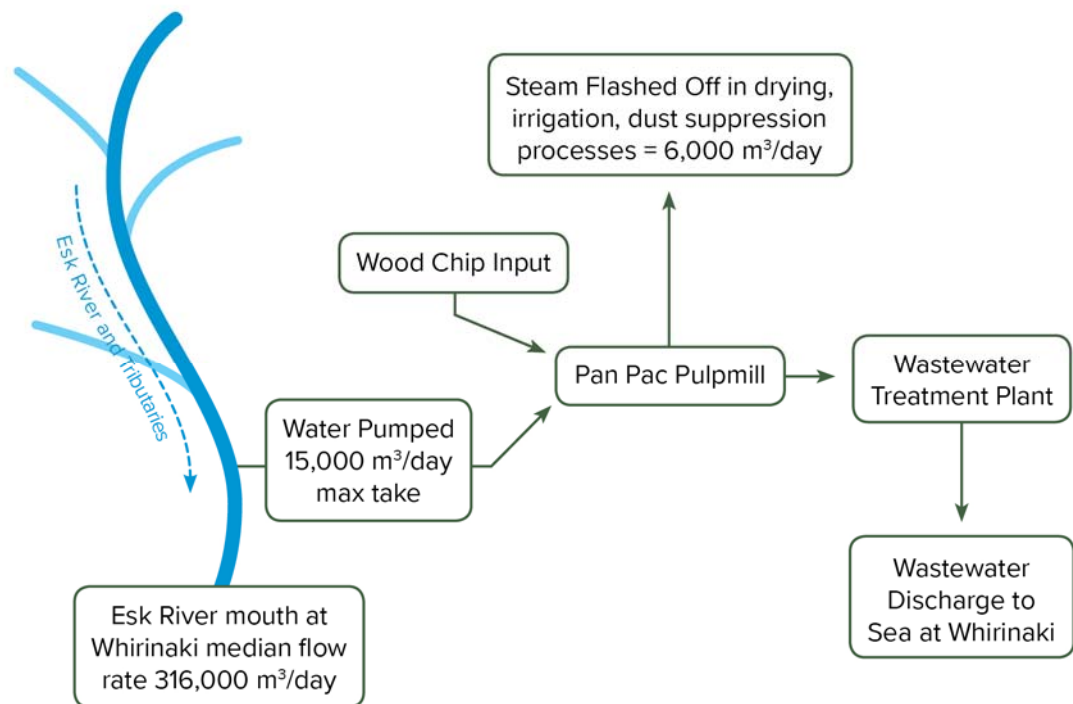 Steam Flashed Off in drying,
irrigation, dust suppression
processes = 6,000 m³/day
Wood Chip Input
Esk River and Tributaries
Pan Pac Pulpmill
Wastewater
Treatment Plant
Water Pumped
15,000 m³/day
max take
Wastewater
Discharge to
Sea at Whirinaki
Esk River mouth at
Whirinaki median flow
rate 316,000 m³/day